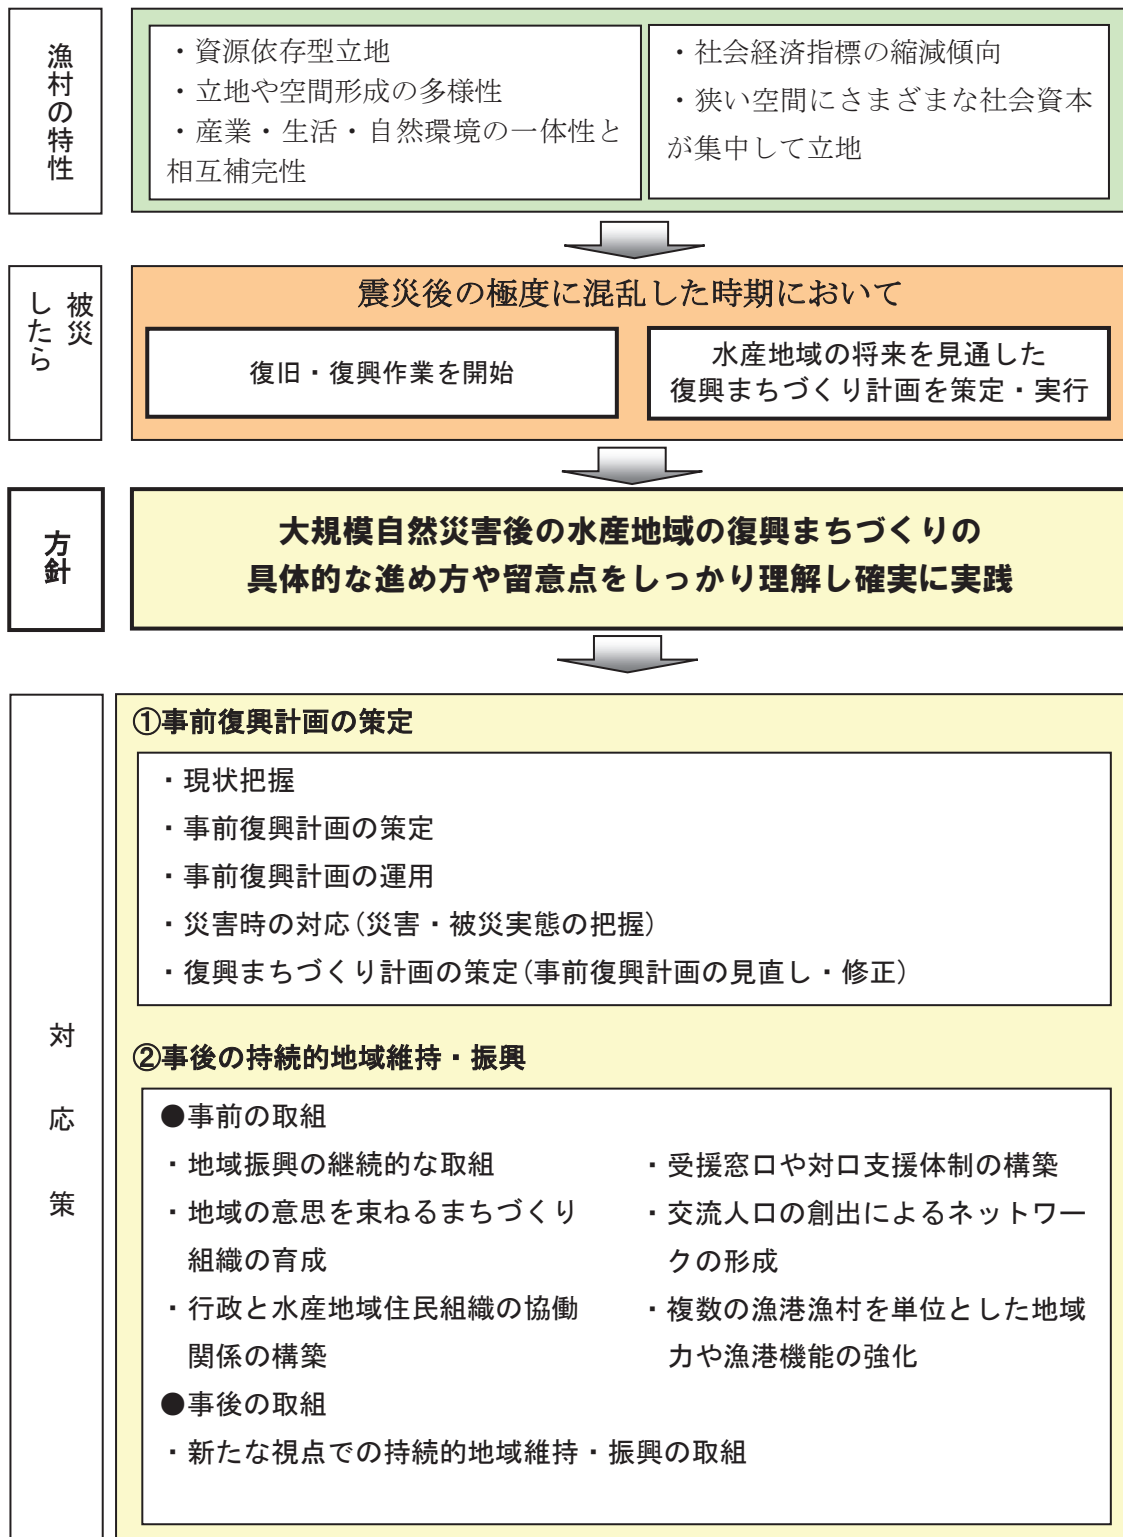 漁村の特性
・資源依存型立地
・立地や空間形成の多様性
・産業・生活・自然環境の一体性と
相互補完性
・社会経済指標の縮減傾向
・狭い空間にさまざまな社会資本
が集中して立地
被災
したら
震災後の極度に混乱した時期において
復旧・復興作業を開始
水産地域の将来を見通した
復興まちづくり計画を策定・実行
方針
大規模自然災害後の水産地域の復興まちづくりの
具体的な進め方や留意点をしっかり理解し確実に実践
対応策
①事前復興計画の策定
・現状把握
・事前復興計画の策定
・事前復興計画の運用
・災害時の対応(災害・被災実態の把握)
・復興まちづくり計画の策定(事前復興計画の見直し・修正)
②事後の持続的地域維持・振興
●事前の取組
・地域振興の継続的な取組
・地域の意思を束ねるまちづくり
組織の育成
・行政と水産地域住民組織の協働
関係の構築
・受援窓口や対口支援体制の構築
・交流人口の創出によるネットワー
クの形成
・複数の漁港漁村を単位とした地域
力や漁港機能の強化
●事後の取組
・新たな視点での持続的地域維持・振興の取組